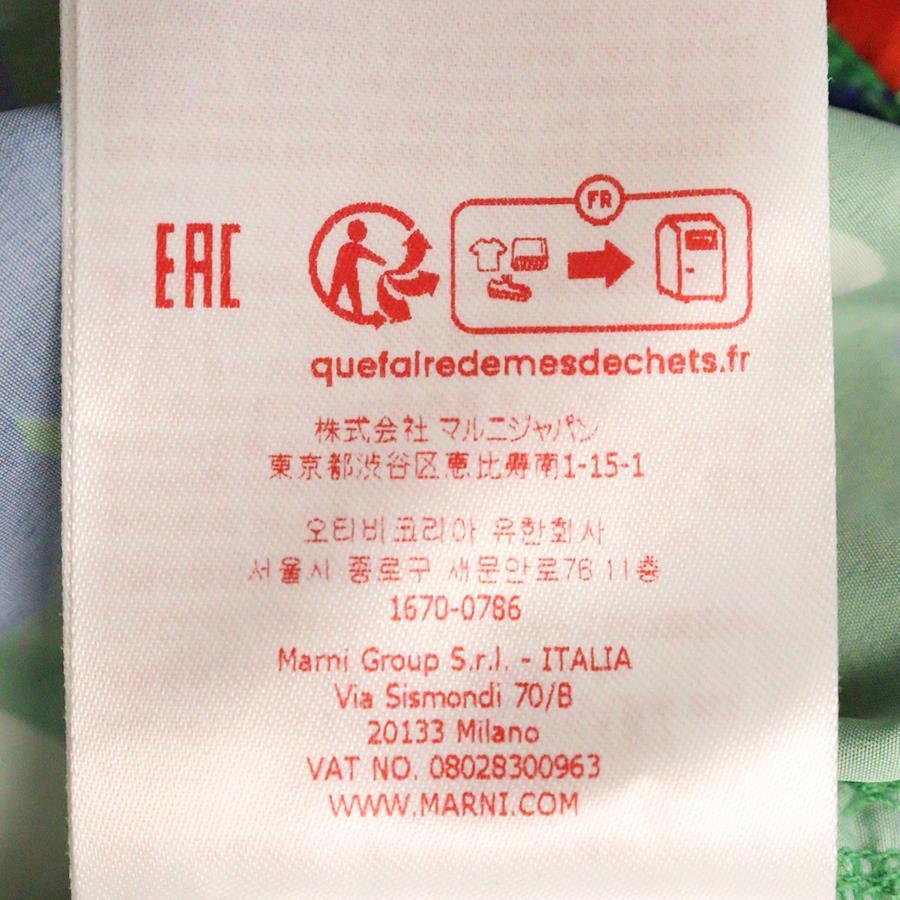 FR
EAC
quefairedemesdechets.fr
株式会社 マルニジャパン
東京都渋谷区恵比寿南1-15-1
오티비코리아 유한회사
서울시 종로구 새문안로76 11층
1670-0786
Marni Group S.r.l. - ITALIA
Via Sismondi 70/B
20133 Milano
VAT NO. 08028300963
WWW.MARNI.COM